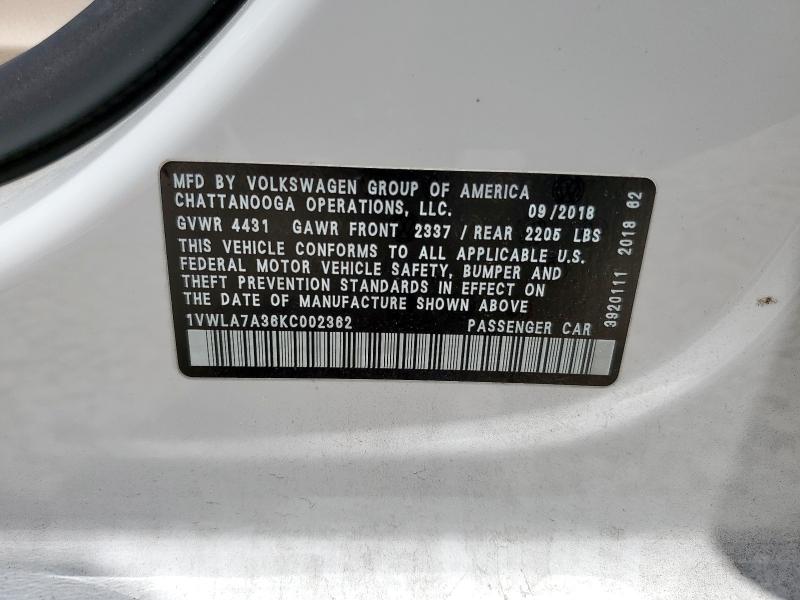 MFD BY VOLKSWAGEN GROUP OF AMERICA
CHATTANOOGA OPERATIONS, LLC. 09/2018
GVWR 4431 GAWR FRONT 2337 / REAR 2205 LBS
THIS VEHICLE CONFORMS TO ALL APPLICABLE U.S.
FEDERAL MOTOR VEHICLE SAFETY, BUMPER AND
THEFT PREVENTION STANDARDS IN EFFECT ON
THE DATE OF MANUFACTURE SHOWN ABOVE
1VWLA7A36KC002362 PASSENGER CAR
3920111 2018 62